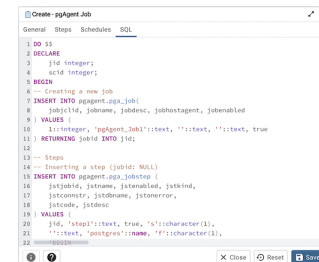 Create - pgAgent Job
General Steps Schedules SQL
1 DO $$
2 DECLARE
3 jid integer;
4 scid integer;
5 BEGIN
6 -- Creating a new job
7 INSERT INTO pgagent.pga_job(
8 jobjclid, jobname, jobdesc, jobhostagent, jobenabled
9 ) VALUES (
10 1::integer, 'pgAgent_Job1'::text, ''::text, ''::text, true
11 ) RETURNING jobid INTO jid;
12
13 -- Steps
14 -- Inserting a step (jobid: NULL)
15 INSERT INTO pgagent.pga_jobstep (
16 jstjobid, jstname, jstenabled, jstkind,
17 jstconnstr, jstdbname, jstonerror,
18 jstcode, jstdesc
19 ) VALUES (
20 jid, 'step1'::text, true, 's'::character(1),
21 ''::text, 'postgres'::name, 'f'::character(1),
22
Close Reset Save